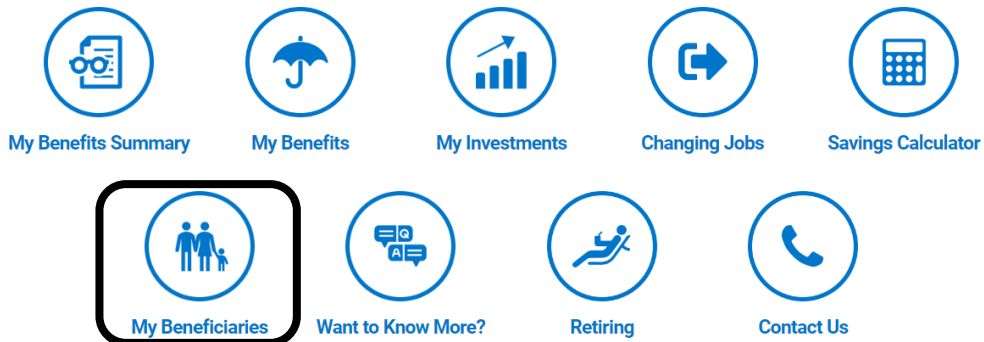 My Benefits Summary
My Benefits
My Investments
Changing Jobs
Savings Calculator
Q
A
My Beneficiaries
Want to Know More?
Retiring
Contact Us